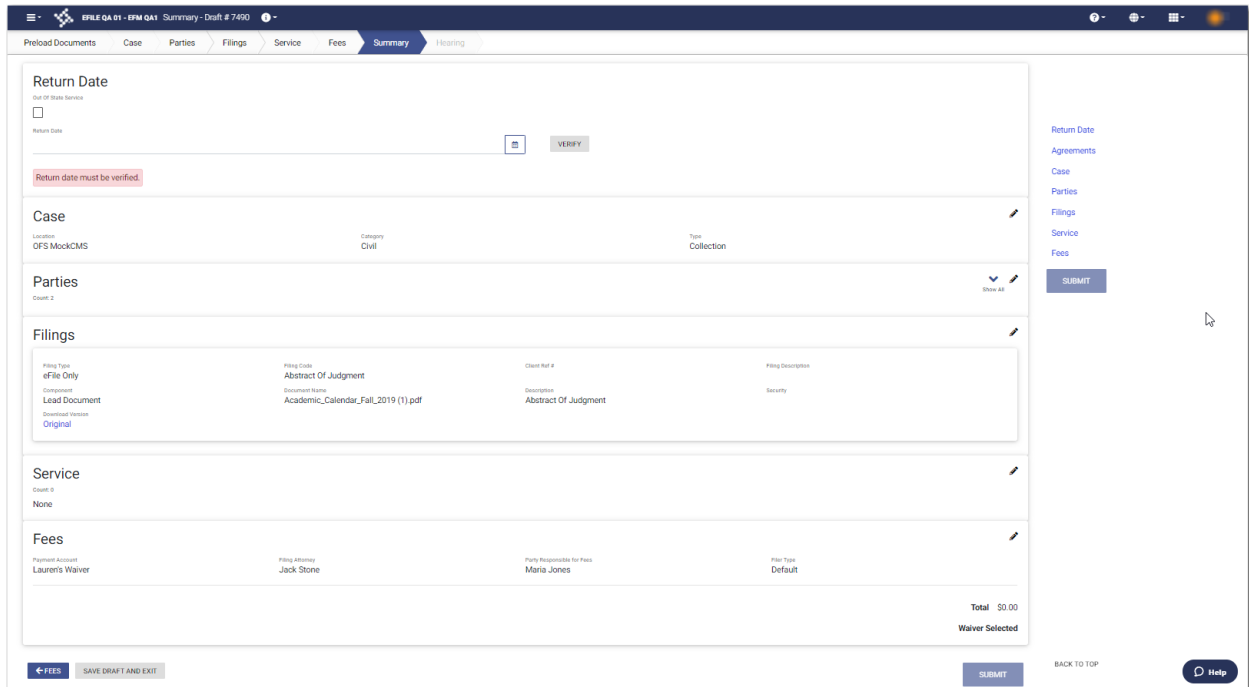 EFILE QA 01 - EFM QA1 Summary - Draft # 7490
Preload Documents Case Parties Filings Service Fees Summary Hearing
Return Date
Out Of State Service
Return Date
VERIFY
Return date must be verified.
Case
Location Category Type
OFS MockCMS Civil Collection
Parties
Count: 2
Show All
Filings
Filing Type Filing Code Client Ref # Filing Description
eFile Only Abstract Of Judgment
Component Document Name Description Security
Lead Document Academic_Calendar_Fall_2019 (1).pdf Abstract Of Judgment
Download Version
Original
Service
Count: 0
None
Fees
Payment Account Filing Attorney Party Responsible for Fees Filer Type
Lauren's Waiver Jack Stone Maria Jones Default
Total $0.00
Waiver Selected
FEES SAVE DRAFT AND EXIT SUBMIT
Return Date
Agreements
Case
Parties
Filings
Service
Fees
SUBMIT
BACK TO TOP
Help